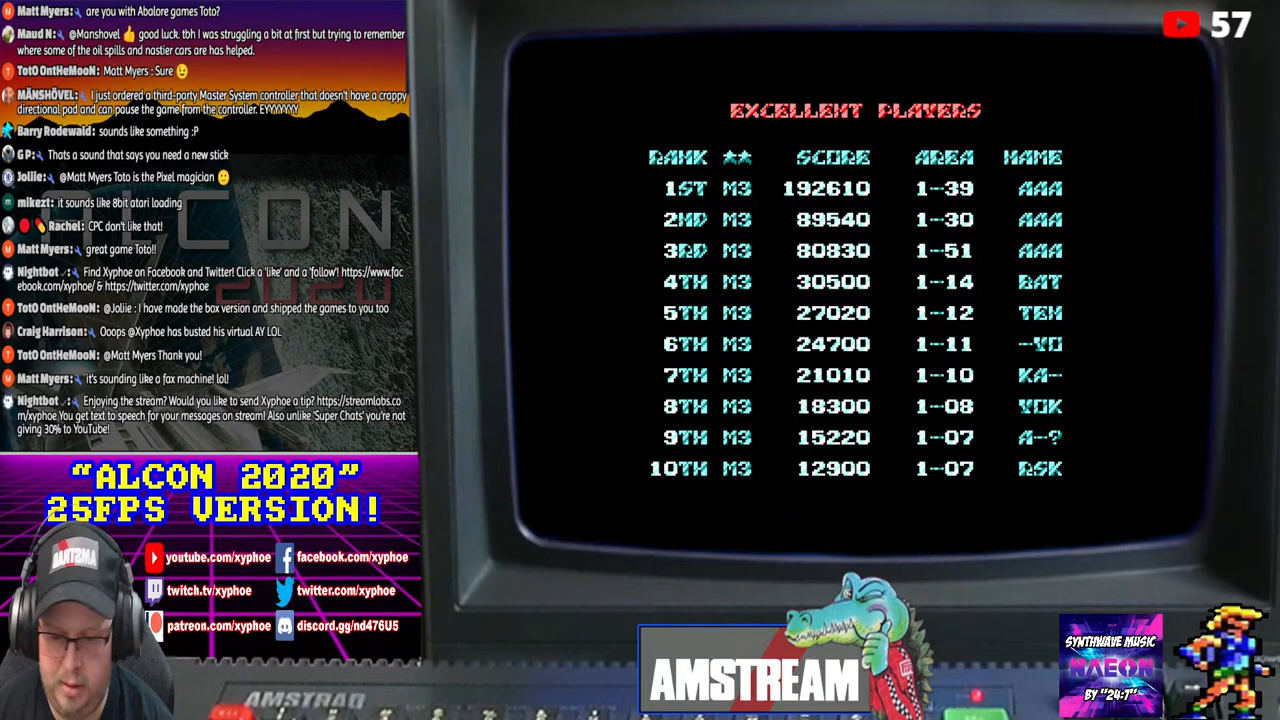 Matt Myers: are you with Abalore games Toto?
Maud N: @Manshovel 👍 good luck. tbh I was struggling a bit at first but trying to remember
where some of the oil spills and nastier cars are has helped.
TotO OntHeMooN: Matt Myers : Sure 😉
MÄNSHÖVEL: I just ordered a third-party Master System controller that doesn't have a crappy
directional pad and can pause the game from the controller. EYYYYYYY
Barry Rodewald: sounds like something :P
G P: Thats a sound that says you need a new stick
Jollie: @Matt Myers Toto is the Pixel magician 🙂
mikezt: it sounds like 8bit atari loading
Rachel: CPC don't like that!
Matt Myers: great game Toto!!
Nightbot: Find Xyphoe on Facebook and Twitter! Click a 'like' and a 'follow'! https://www.fac
ebook.com/xyphoe/ & https://twitter.com/xyphoe
TotO OntHeMooN: @Jollie : I have made the box version and shipped the games to you too
Craig Harrison: Ooops @Xyphoe has busted his virtual AY LOL
TotO OntHeMooN: @Matt Myers Thank you!
Matt Myers: it's sounding like a fax machine! lol!
Nightbot: Enjoying the stream? Would you like to send Xyphoe a tip? https://streamlabs.co
m/xyphoe You get text to speech for your messages on stream! Also unlike 'Super Chats' you're not
giving 30% to YouTube!
ALCON
2020
"ALCON 2020"
25FPS VERSION!
youtube.com/xyphoe
facebook.com/xyphoe
twitch.tv/xyphoe
twitter.com/xyphoe
patreon.com/xyphoe
discord.gg/nd476U5
57
EXCELLENT PLAYERS
RANK ★★ SCORE AREA NAME
1ST M3 192610 1-39 AAA
2ND M3 89540 1-30 AAA
3RD M3 80830 1-51 AAA
4TH M3 30500 1-14 BAT
5TH M3 27020 1-12 TEN
6TH M3 24700 1-11 -YO
7TH M3 21010 1-10 KA-
8TH M3 18300 1-08 YOK
9TH M3 15220 1-07 A-?
10TH M3 12900 1-07 RSK
AMSTRAD
AMSTREAM
SYNTHWAVE MUSIC
NAEON
BY "24:7"